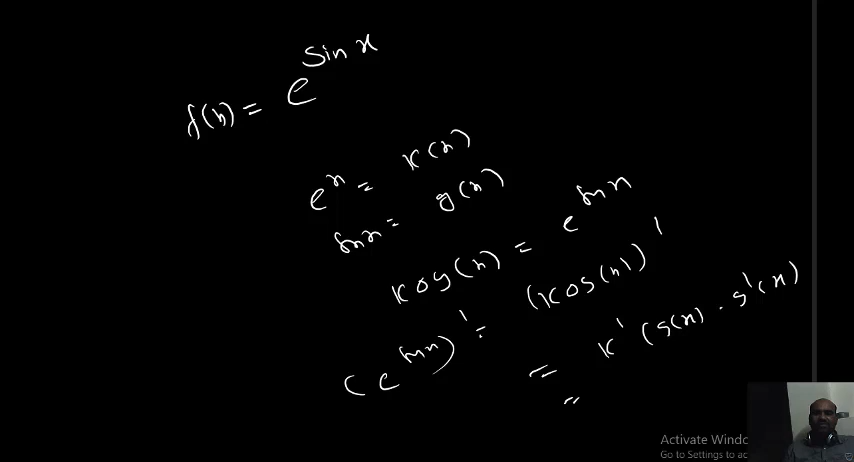 f(x) = e^sin x
e^x = K(x)
sin x = g(x)
Kog(x) = e^sin x
(e^sin x)' = (Kog(x))'
= K'(g(x) . g'(x)
=
Activate Windo
Go to Settings to ac